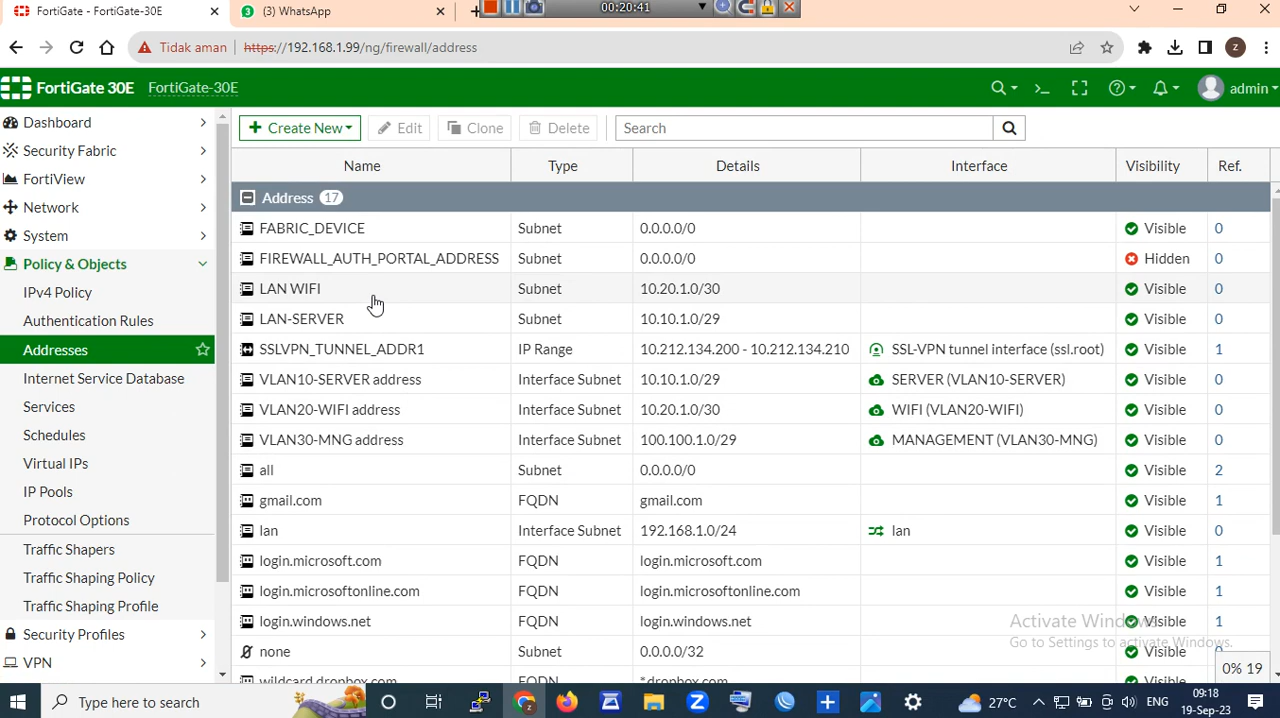 FortiGate - FortiGate-30E
(3) WhatsApp
00:20:41
Tidak aman https://192.168.1.99/ng/firewall/address
FortiGate 30E FortiGate-30E admin
Dashboard
Security Fabric
FortiView
Network
System
Policy & Objects
IPv4 Policy
Authentication Rules
Addresses
Internet Service Database
Services
Schedules
Virtual IPs
IP Pools
Protocol Options
Traffic Shapers
Traffic Shaping Policy
Traffic Shaping Profile
Security Profiles
VPN
+ Create New Edit Clone Delete Search
Name Type Details Interface Visibility Ref.
Address 17
FABRIC_DEVICE Subnet 0.0.0.0/0 Visible 0
FIREWALL_AUTH_PORTAL_ADDRESS Subnet 0.0.0.0/0 Hidden 0
LAN WIFI Subnet 10.20.1.0/30 Visible 0
LAN-SERVER Subnet 10.10.1.0/29 Visible 0
SSLVPN_TUNNEL_ADDR1 IP Range 10.212.134.200 - 10.212.134.210 SSL-VPN tunnel interface (ssl.root) Visible 1
VLAN10-SERVER address Interface Subnet 10.10.1.0/29 SERVER (VLAN10-SERVER) Visible 0
VLAN20-WIFI address Interface Subnet 10.20.1.0/30 WIFI (VLAN20-WIFI) Visible 0
VLAN30-MNG address Interface Subnet 100.100.1.0/29 MANAGEMENT (VLAN30-MNG) Visible 0
all Subnet 0.0.0.0/0 Visible 2
gmail.com FQDN gmail.com Visible 1
lan Interface Subnet 192.168.1.0/24 lan Visible 0
login.microsoft.com FQDN login.microsoft.com Visible 1
login.microsoftonline.com FQDN login.microsoftonline.com Visible 1
login.windows.net FQDN login.windows.net Visible 1
none Subnet 0.0.0.0/32 Visible
wildcard.dropbox.com FQDN *.dropbox.com Visible
Activate Windows
Go to Settings to activate Windows.
0% 19
Type here to search
27°C
ENG
09:18
19-Sep-23